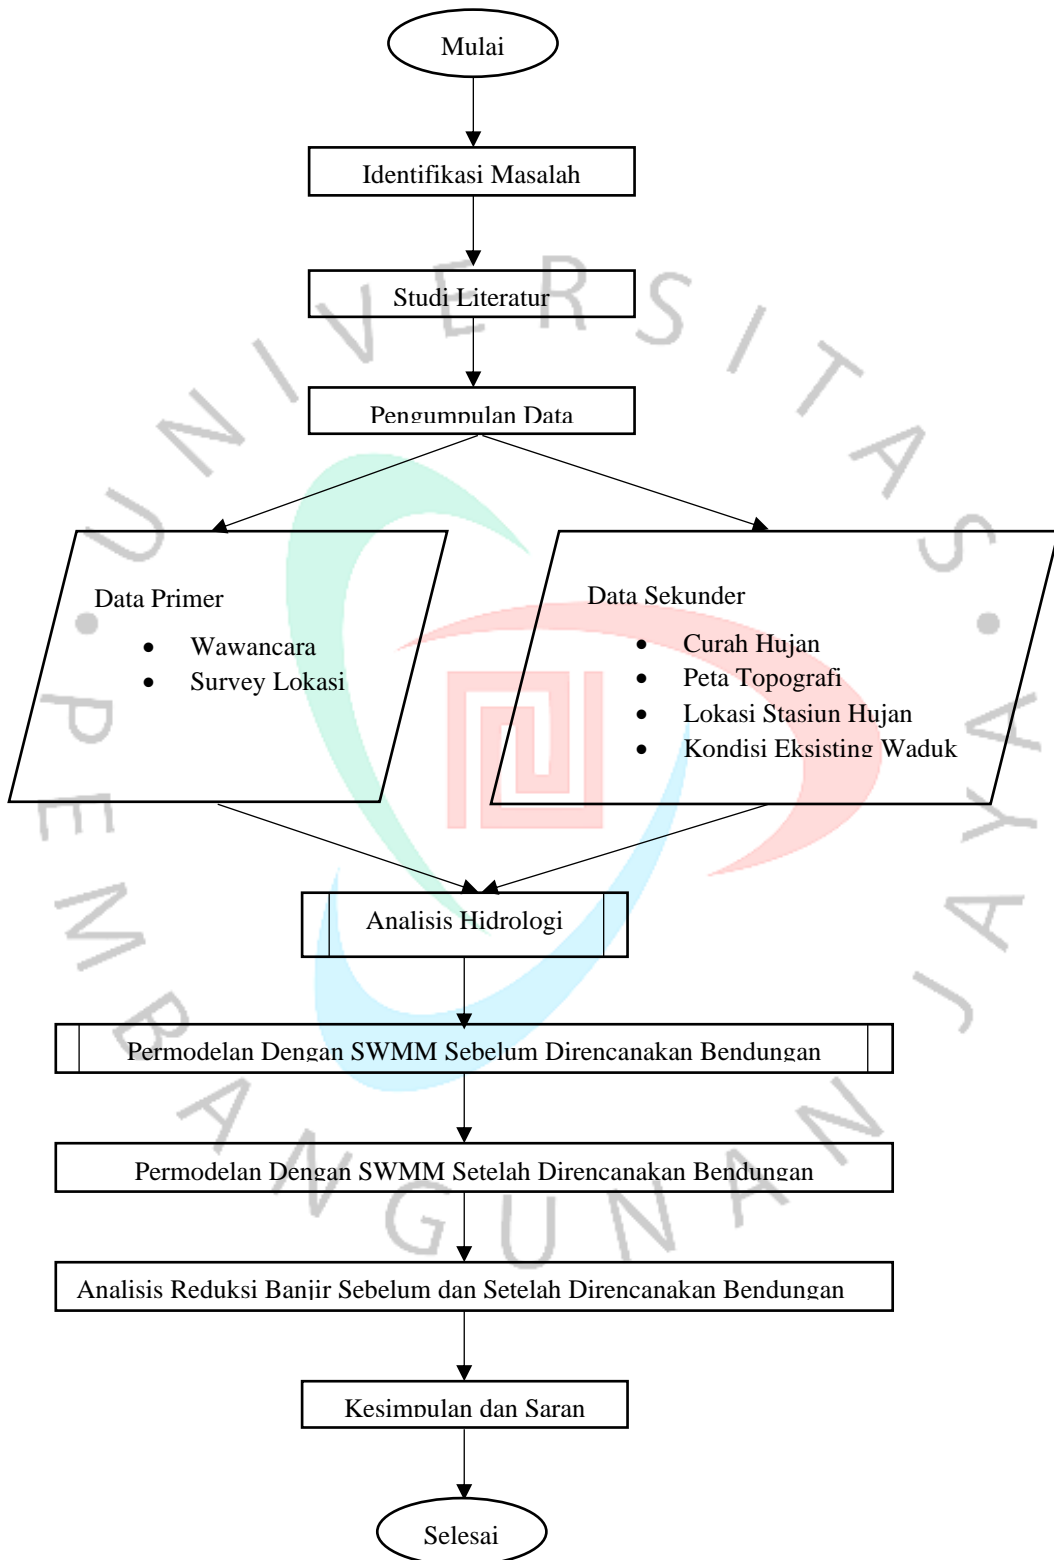 Mulai
Identifikasi Masalah
Studi Literatur
Pengumpulan Data
Data Primer
• Wawancara
• Survey Lokasi
Data Sekunder
• Curah Hujan
• Peta Topografi
• Lokasi Stasiun Hujan
• Kondisi Eksisting Waduk
Analisis Hidrologi
Permodelan Dengan SWMM Sebelum Direncanakan Bendungan
Permodelan Dengan SWMM Setelah Direncanakan Bendungan
Analisis Reduksi Banjir Sebelum dan Setelah Direncanakan Bendungan
Kesimpulan dan Saran
Selesai
• UNIVERSITAS •
PEMBANGUNAN JAYA